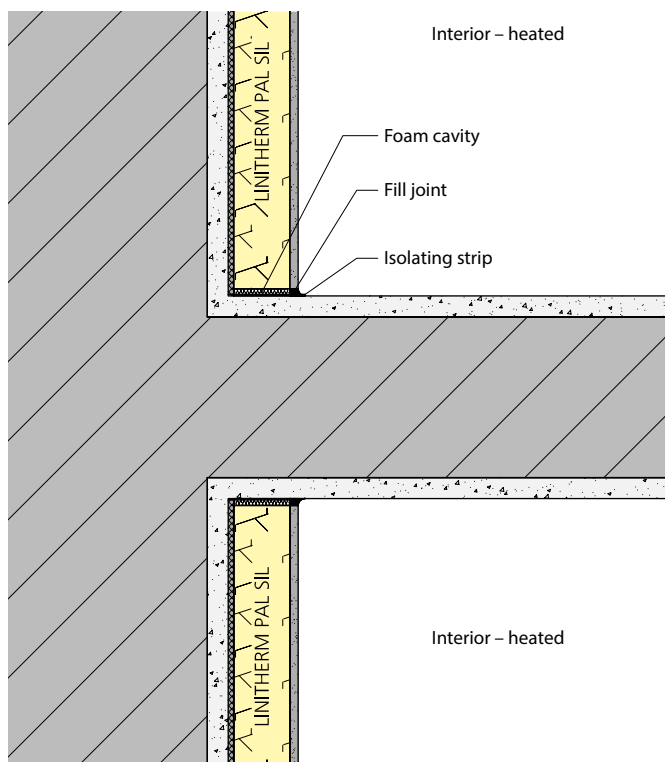 Interior – heated
LINITHERM PAL SIL
Foam cavity
Fill joint
Isolating strip
LINITHERM PAL SIL
Interior – heated